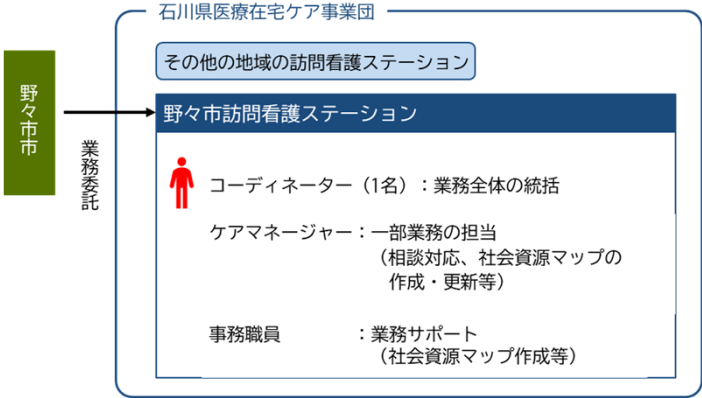 石川県医療在宅ケア事業団
その他の地域の訪問看護ステーション
野々市市
業務委託
野々市訪問看護ステーション
コーディネーター（1名）：業務全体の統括
ケアマネージャー：一部業務の担当
（相談対応、社会資源マップの
作成・更新等）
事務職員　　　　：業務サポート
（社会資源マップ作成等）